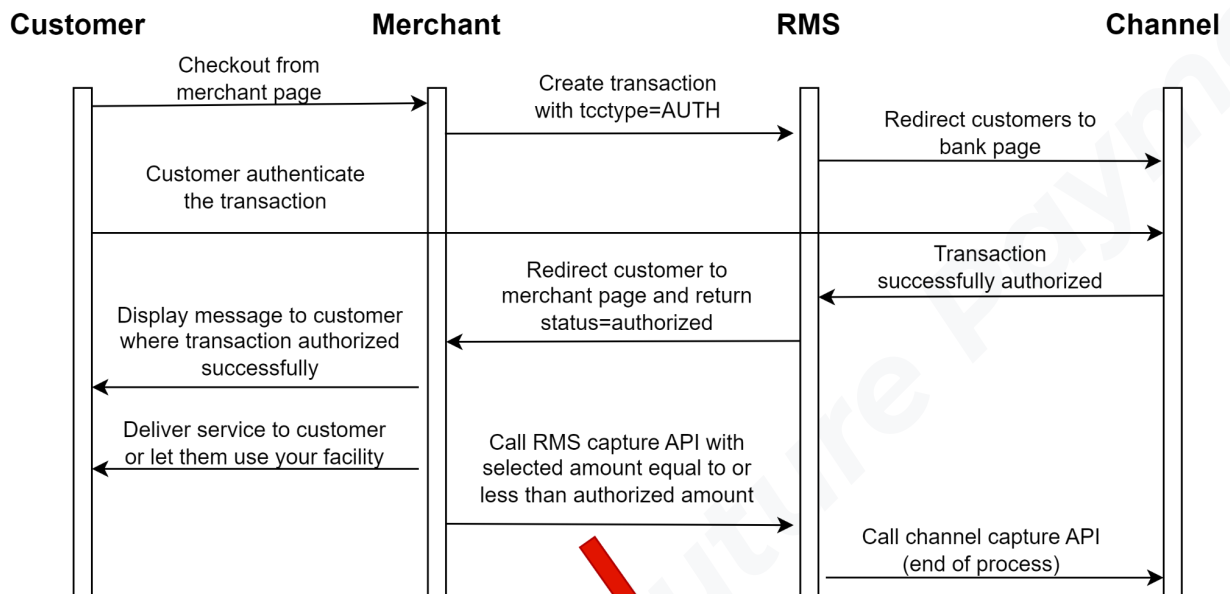 Customer
Merchant
RMS
Channel
Checkout from
merchant page
Create transaction
with tcctype=AUTH
Redirect customers to
bank page
Customer authenticate
the transaction
Transaction
successfully authorized
Redirect customer to
merchant page and return
status=authorized
Display message to customer
where transaction authorized
successfully
Deliver service to customer
or let them use your facility
Call RMS capture API with
selected amount equal to or
less than authorized amount
Call channel capture API
(end of process)